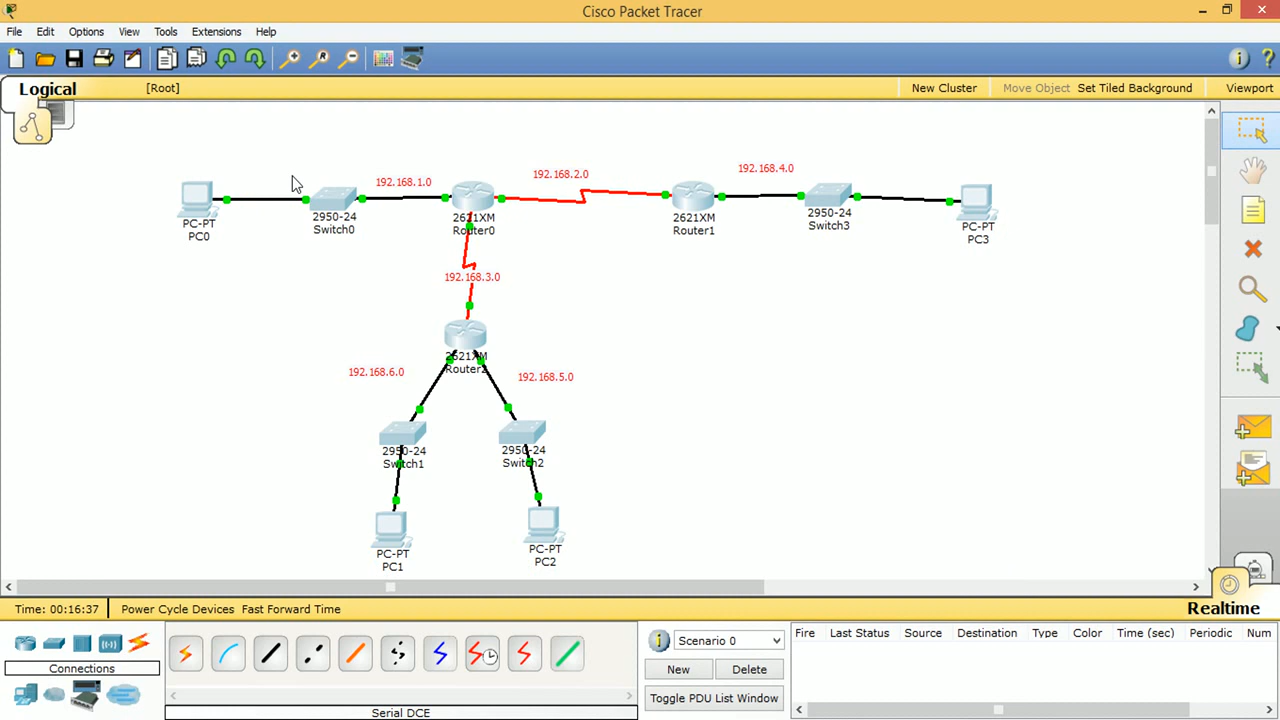 Cisco Packet Tracer
File Edit Options View Tools Extensions Help
Logical [Root] New Cluster Move Object Set Tiled Background Viewport
192.168.1.0
192.168.2.0
192.168.4.0
PC-PT
PC0
2950-24
Switch0
2621XM
Router0
2621XM
Router1
2950-24
Switch3
PC-PT
PC3
192.168.3.0
2621XM
Router2
192.168.6.0
192.168.5.0
2950-24
Switch1
2950-24
Switch2
PC-PT
PC1
PC-PT
PC2
Time: 00:16:37 Power Cycle Devices Fast Forward Time
Realtime
Connections
Serial DCE
Scenario 0
New Delete
Toggle PDU List Window
Fire Last Status Source Destination Type Color Time (sec) Periodic Num